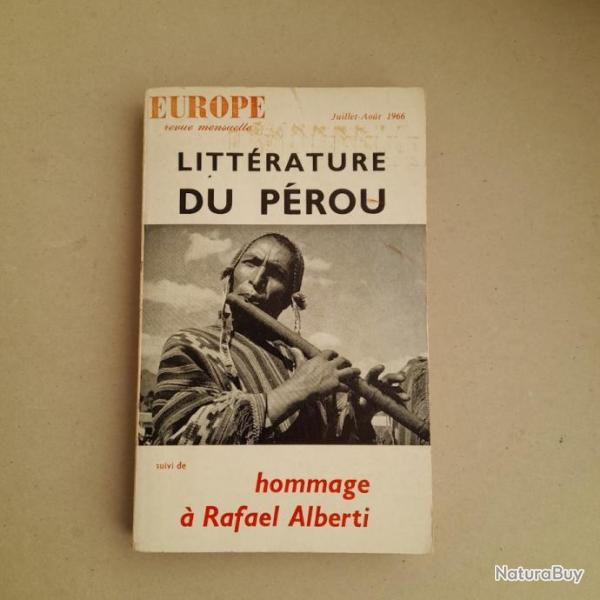 EUROPE
revue mensuelle
Juillet-Août 1966
LITTÉRATURE
DU PÉROU
suivi de
hommage
à Rafael Alberti
NaturaBuy